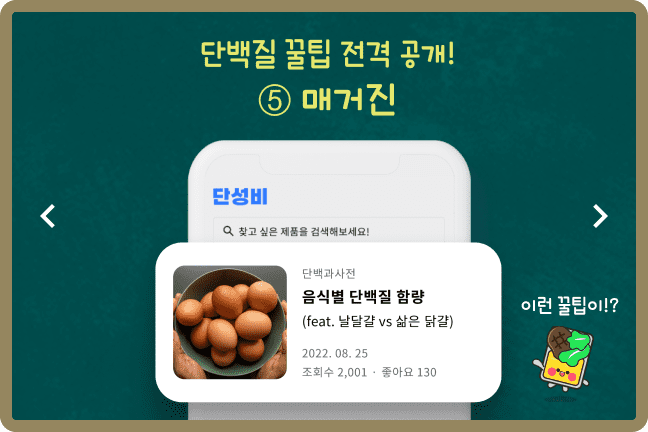 단백질 꿀팁 전격 공개!
⑤ 매거진
단성비
찾고 싶은 제품을 검색해보세요!
단백과사전
음식별 단백질 함량
(feat. 날달걀 vs 삶은 닭걀)
2022. 08. 25
조회수 2,001 · 좋아요 130
이런 꿀팁이!?